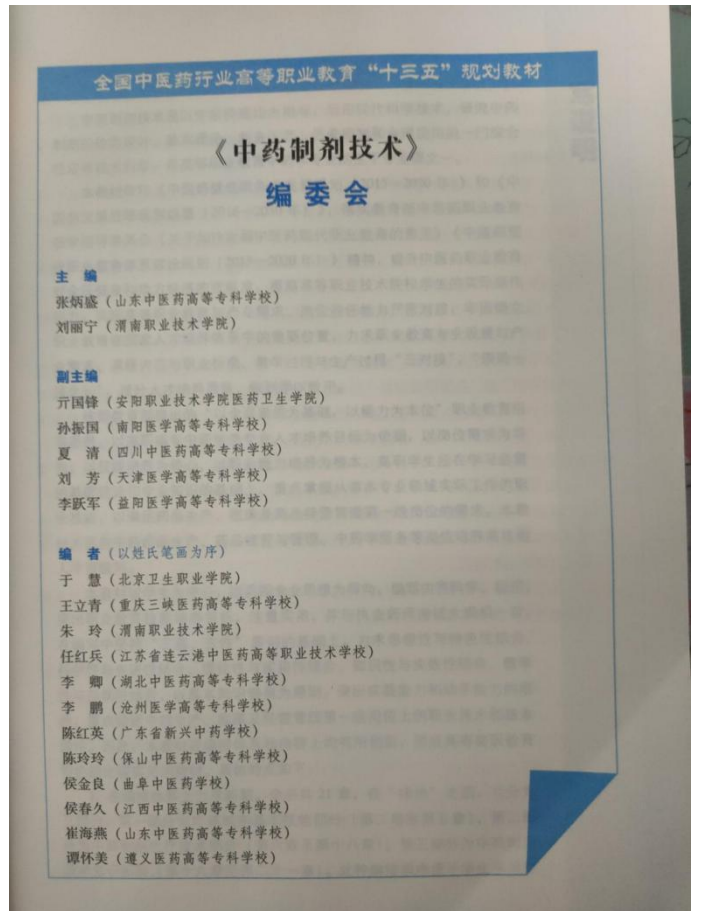 全国中医药行业高等职业教育“十三五”规划教材
《中药制剂技术》
编委会
主 编
张炳盛（山东中医药高等专科学校）
刘丽宁（渭南职业技术学院）
副主编
亓国锋（安阳职业技术学院医药卫生学院）
孙振国（南阳医学高等专科学校）
夏 清（四川中医药高等专科学校）
刘 芳（天津医学高等专科学校）
李跃军（益阳医学高等专科学校）
编 者（以姓氏笔画为序）
于 慧（北京卫生职业学院）
王立青（重庆三峡医药高等专科学校）
朱 玲（渭南职业技术学院）
任红兵（江苏省连云港中医药高等职业技术学校）
李 卿（湖北中医药高等专科学校）
李 鹏（沧州医学高等专科学校）
陈红英（广东省新兴中药学校）
陈玲玲（保山中医药高等专科学校）
侯金良（曲阜中医药学校）
侯春久（江西中医药高等专科学校）
崔海燕（山东中医药高等专科学校）
谭怀美（遵义医药高等专科学校）